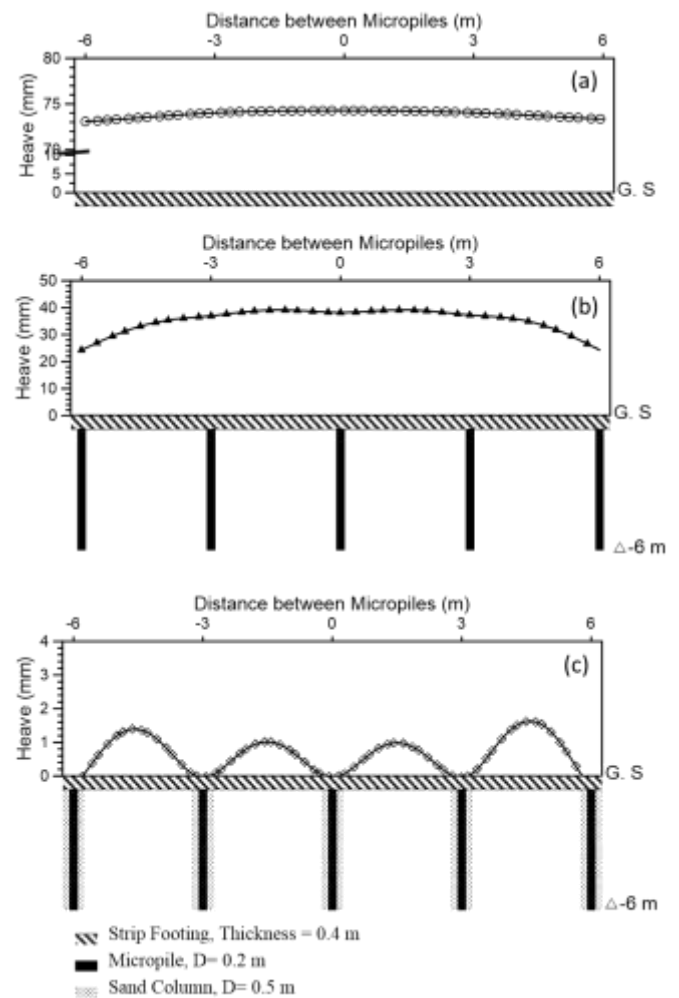 Distance between Micropiles (m)
-6 -3 0 3 6
80
(a)
75
Heave (mm)
70
10
5
0
G. S
Distance between Micropiles (m)
-6 -3 0 3 6
50
(b)
40
30
Heave (mm)
20
10
0
G. S
△-6 m
Distance between Micropiles (m)
-6 -3 0 3 6
4
(c)
3
Heave (mm)
2
1
0
G. S
△-6 m
Strip Footing, Thickness = 0.4 m
Micropile, D= 0.2 m
Sand Column, D= 0.5 m